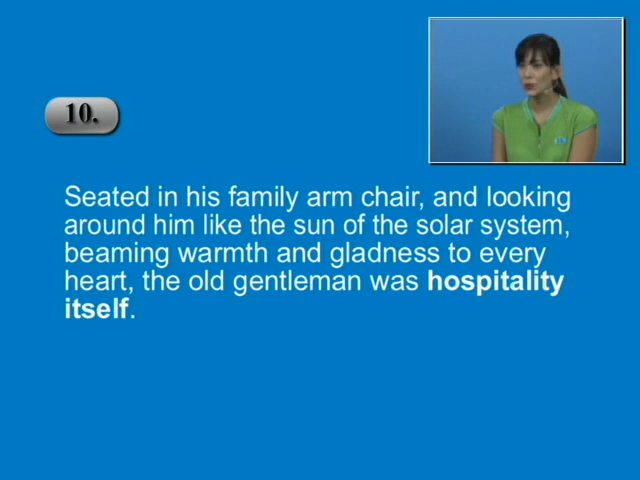 10.
Seated in his family arm chair, and looking
around him like the sun of the solar system,
beaming warmth and gladness to every
heart, the old gentleman was hospitality
itself.